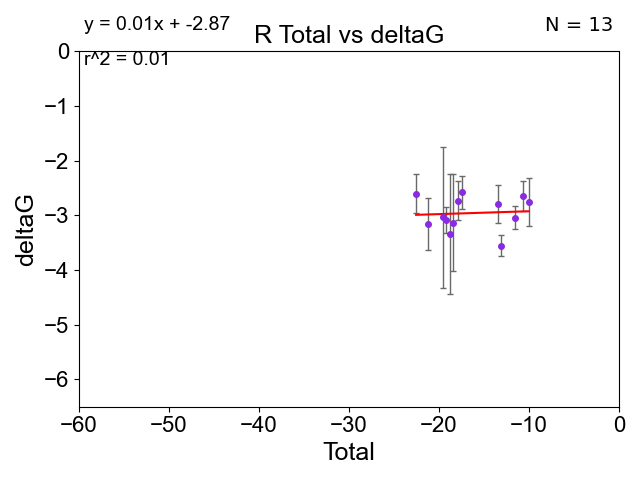 y = 0.01x + -2.87
R Total vs deltaG
N = 13
r^2 = 0.01
deltaG
0
−1
−2
−3
−4
−5
−6
−60
−50
−40
−30
−20
−10
0
Total